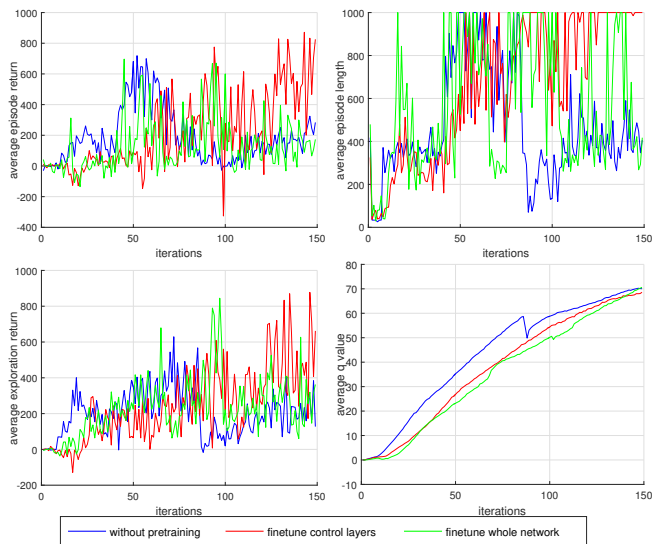 1000
800
600
400
200
0
-200
-400
average episode return
0 50 100 150
iterations
1000
800
600
400
200
0
average episode length
0 50 100 150
iterations
1000
800
600
400
200
0
-200
average exploration return
0 50 100 150
iterations
80
70
60
50
40
30
20
10
0
-10
average q value
50 100 150
iterations
without pretraining finetune control layers finetune whole network